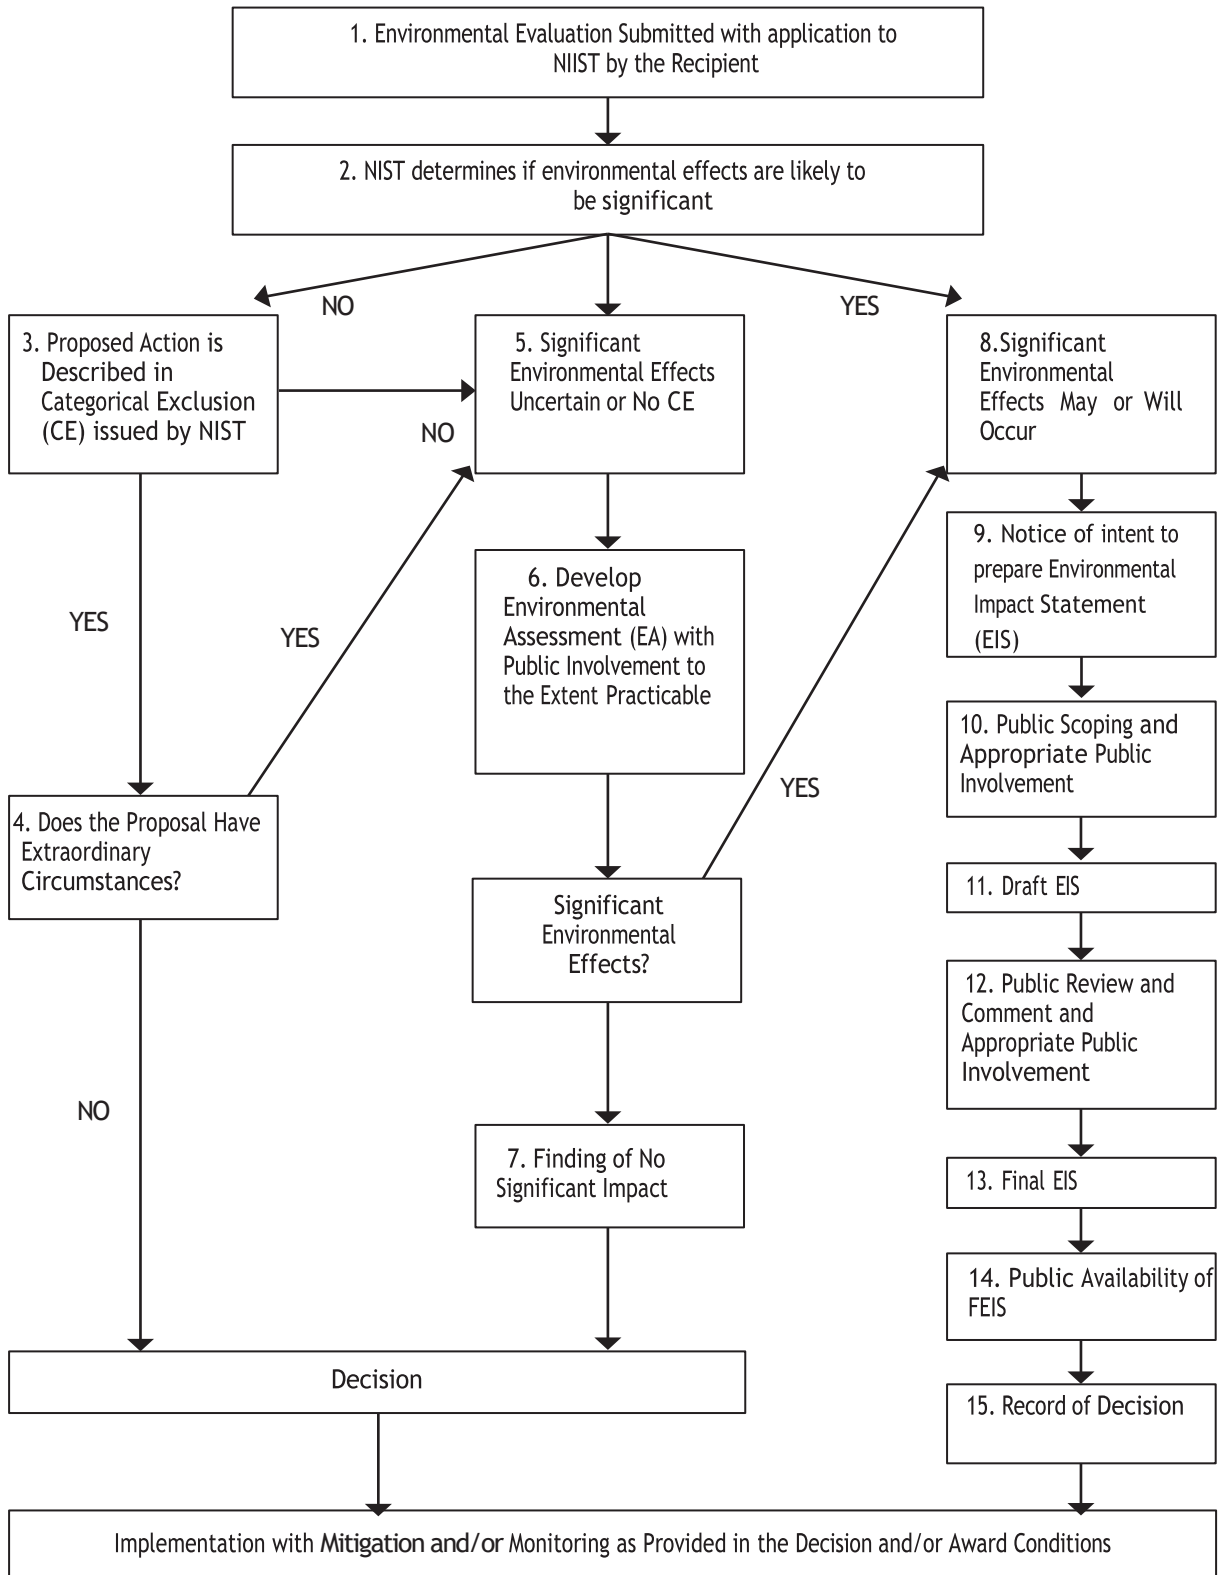 1. Environmental Evaluation Submitted with application to
NIIST by the Recipient
2. NIST determines if environmental effects are likely to
be significant
NO
YES
3. Proposed Action is
Described in
Categorical Exclusion
(CE) issued by NIST
NO
YES
4. Does the Proposal Have
Extraordinary
Circumstances?
YES
NO
5. Significant
Environmental Effects
Uncertain or No CE
6. Develop
Environmental
Assessment (EA) with
Public Involvement to
the Extent Practicable
Significant
Environmental
Effects?
YES
7. Finding of No
Significant Impact
Decision
8.Significant
Environmental
Effects May or Will
Occur
9. Notice of intent to
prepare Environmental
Impact Statement
(EIS)
10. Public Scoping and
Appropriate Public
Involvement
11. Draft EIS
12. Public Review and
Comment and
Appropriate Public
Involvement
13. Final EIS
14. Public Availability of
FEIS
15. Record of Decision
Implementation with Mitigation and/or Monitoring as Provided in the Decision and/or Award Conditions